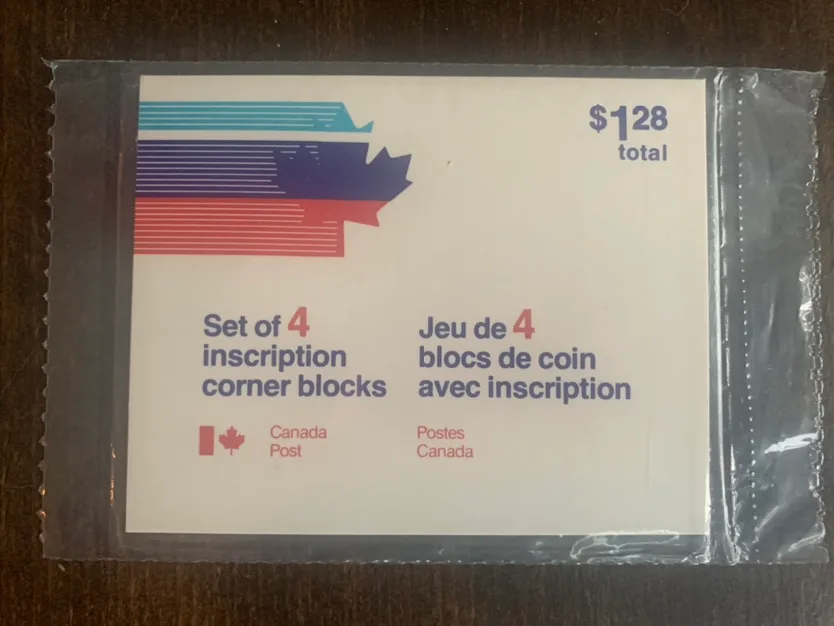 $1.28
total
Set of 4
inscription
corner blocks
Jeu de 4
blocs de coin
avec inscription
Canada
Post
Postes
Canada